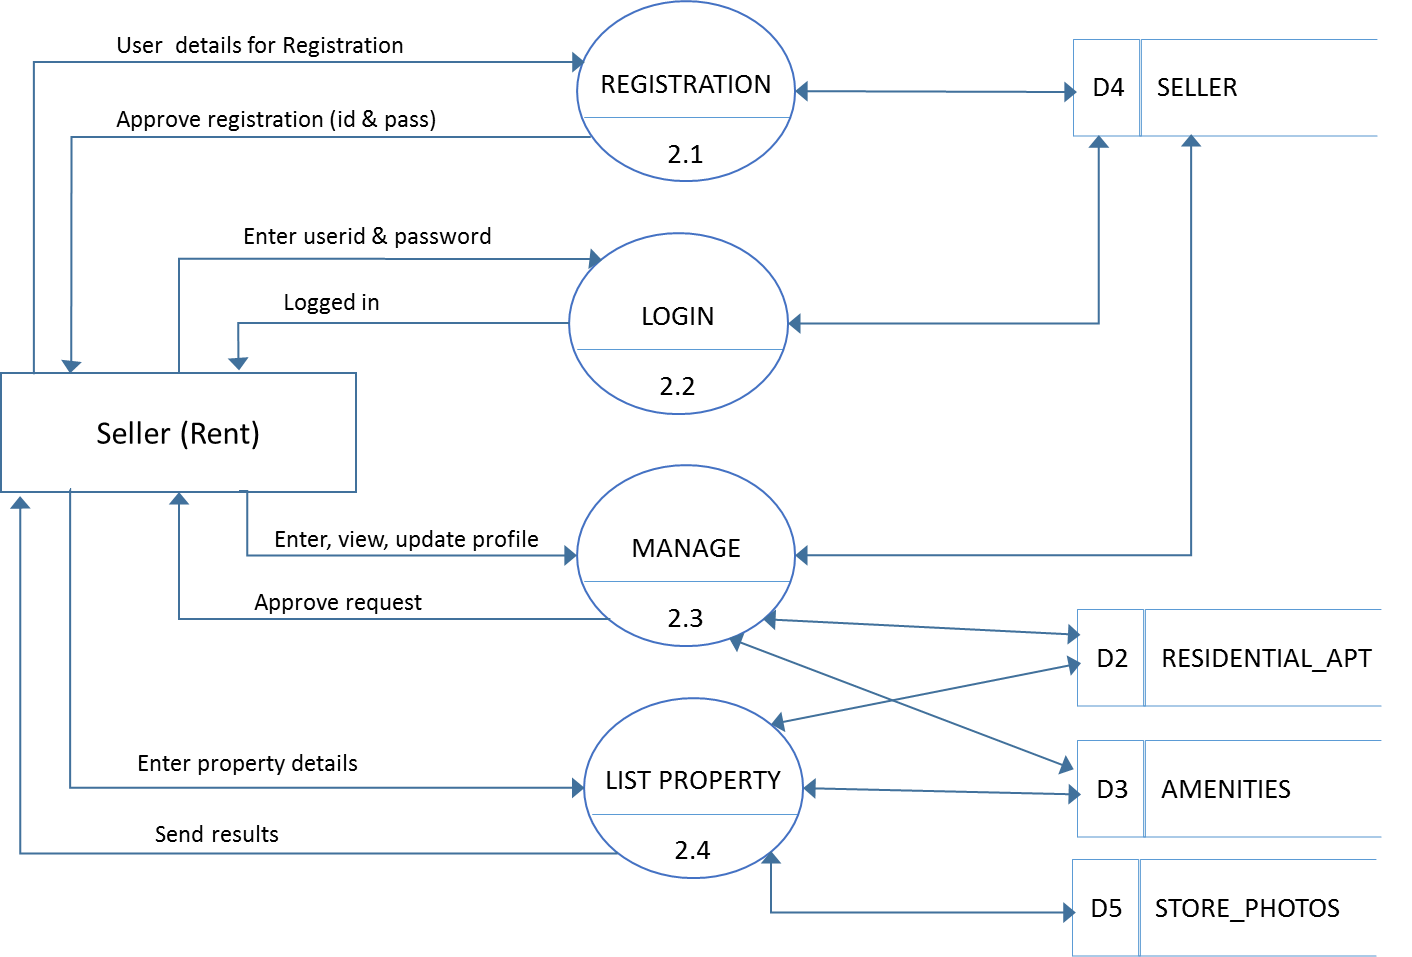 User details for Registration
REGISTRATION
D4 SELLER
Approve registration (id & pass)
2.1
Enter userid & password
Logged in
LOGIN
2.2
Seller (Rent)
Enter, view, update profile
MANAGE
Approve request
2.3
D2 RESIDENTIAL_APT
Enter property details
LIST PROPERTY
D3 AMENITIES
Send results
2.4
D5 STORE_PHOTOS